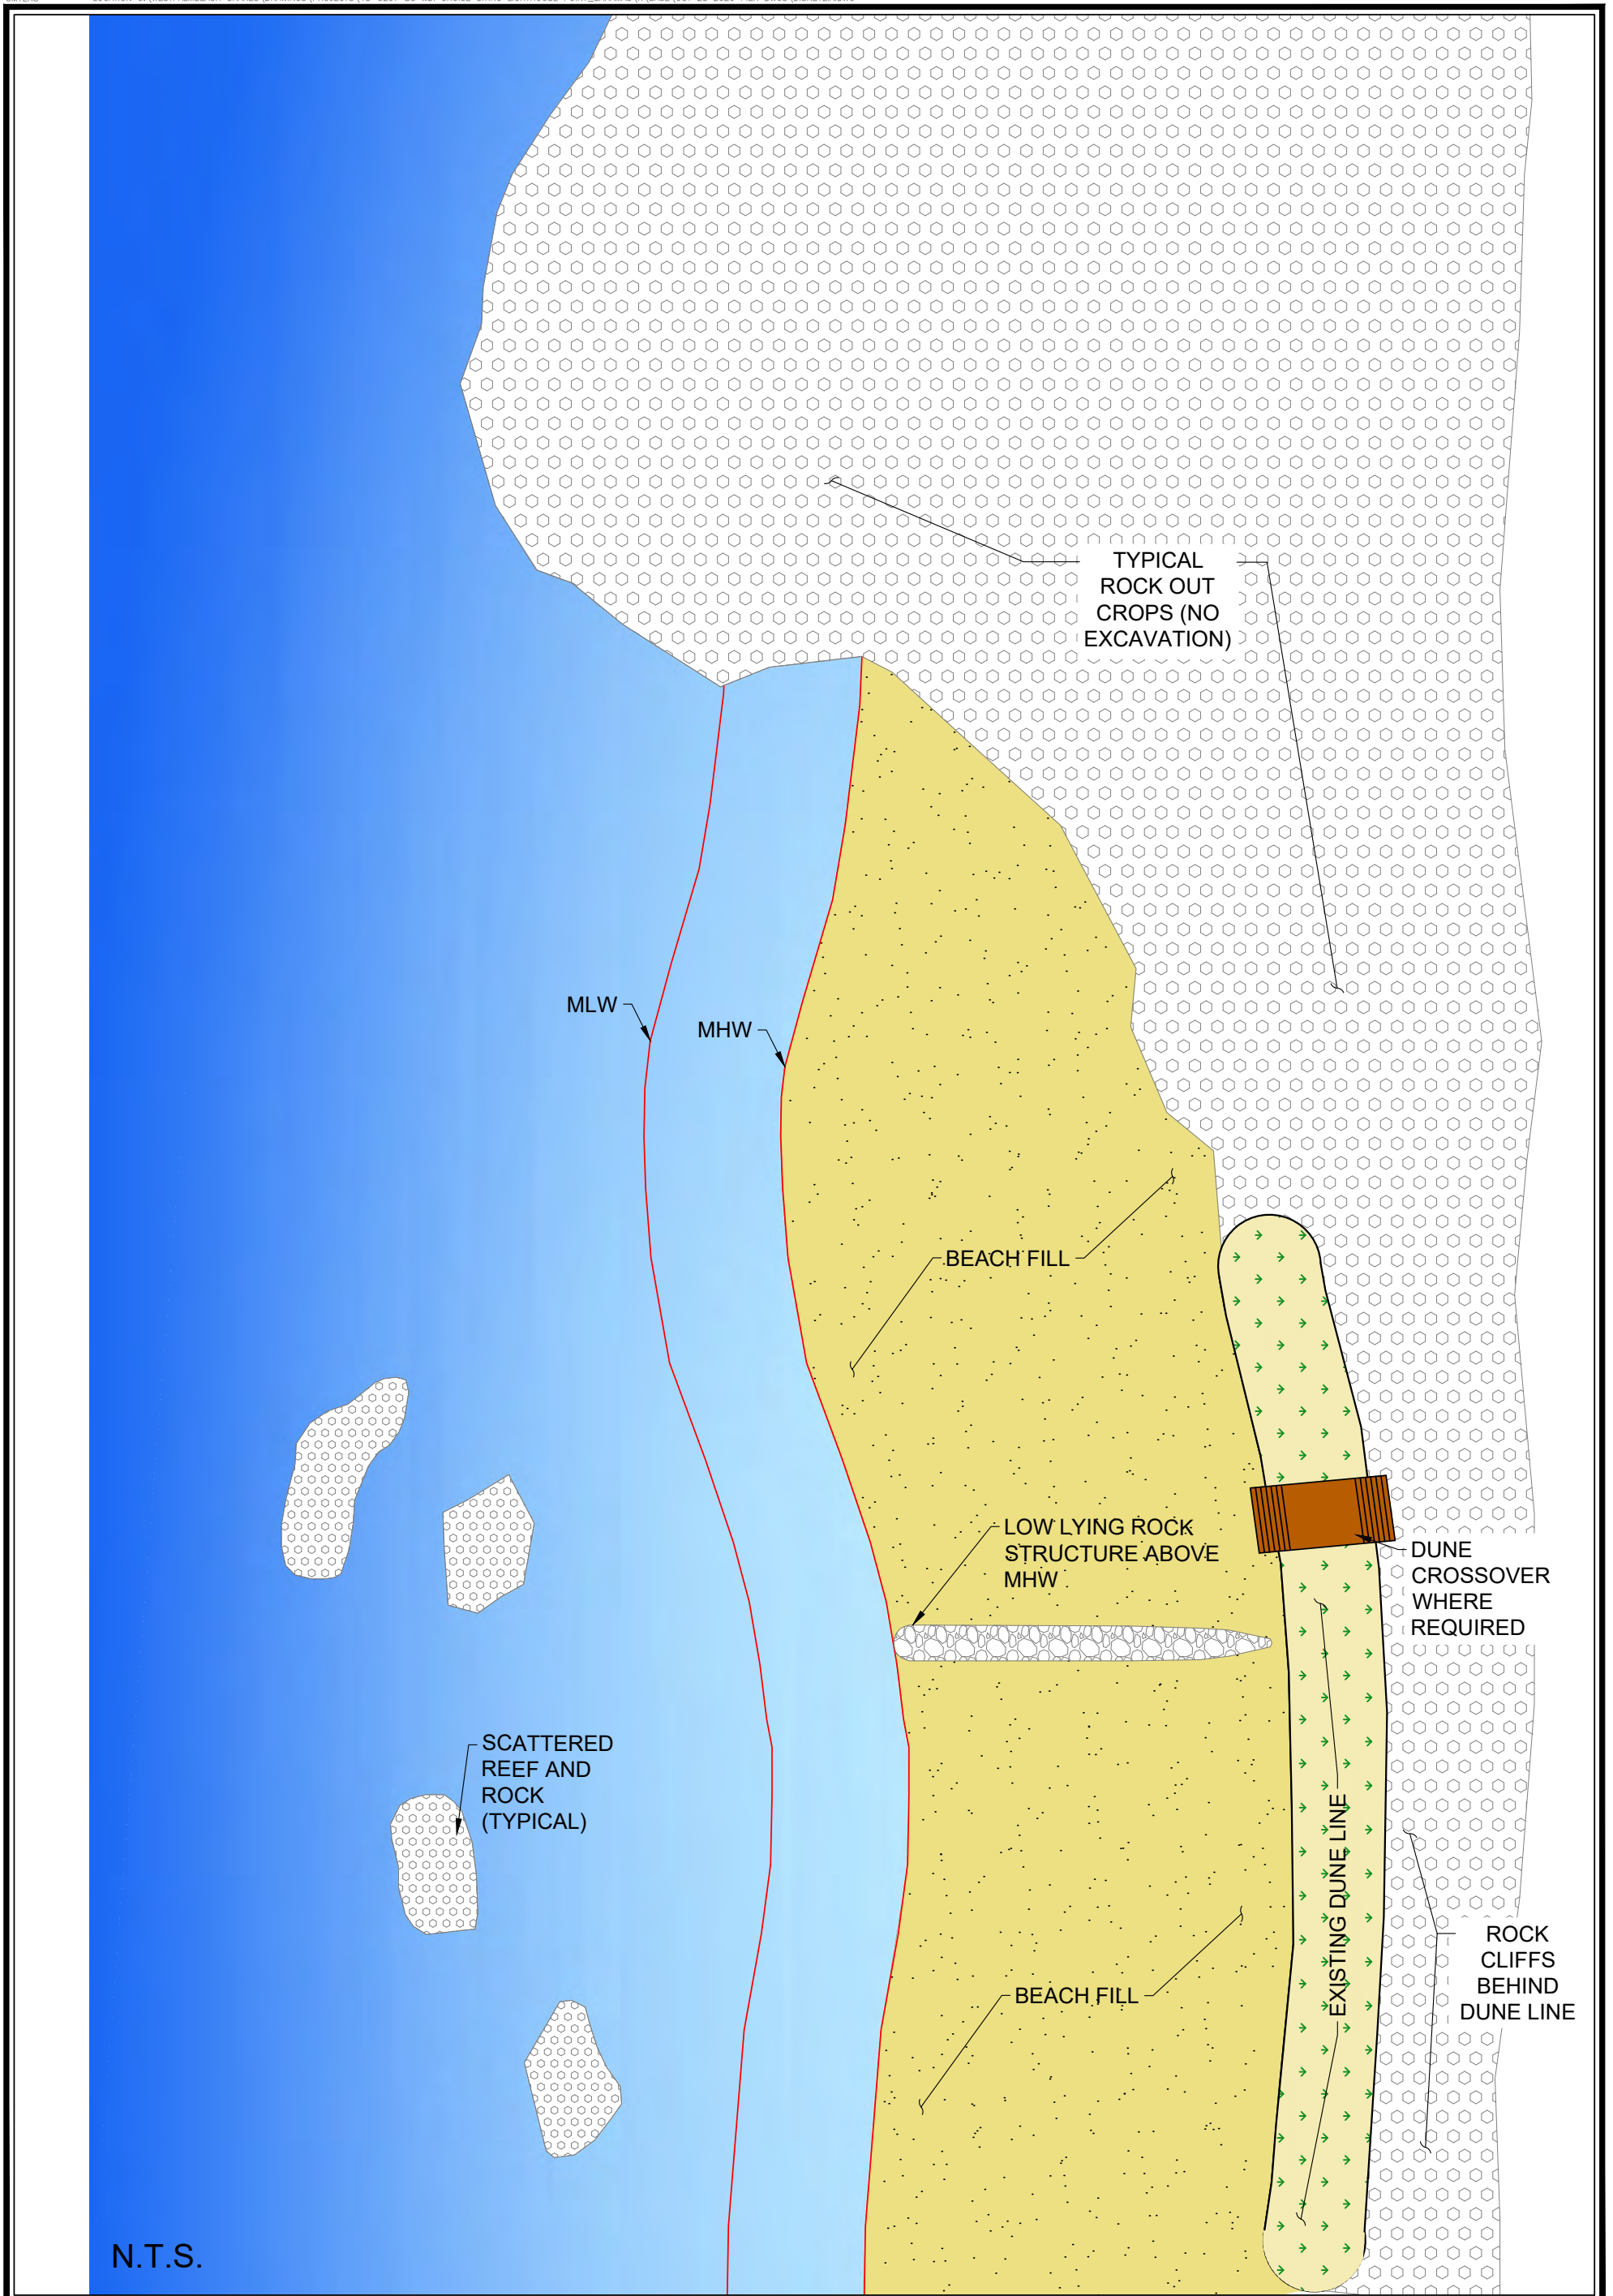 TYPICAL
ROCK OUT
CROPS (NO
EXCAVATION)
MLW
MHW
BEACH FILL
LOW LYING ROCK
STRUCTURE ABOVE
MHW
DUNE
CROSSOVER
WHERE
REQUIRED
SCATTERED
REEF AND
ROCK
(TYPICAL)
EXISTING DUNE LINE
ROCK
CLIFFS
BEHIND
DUNE LINE
BEACH FILL
N.T.S.